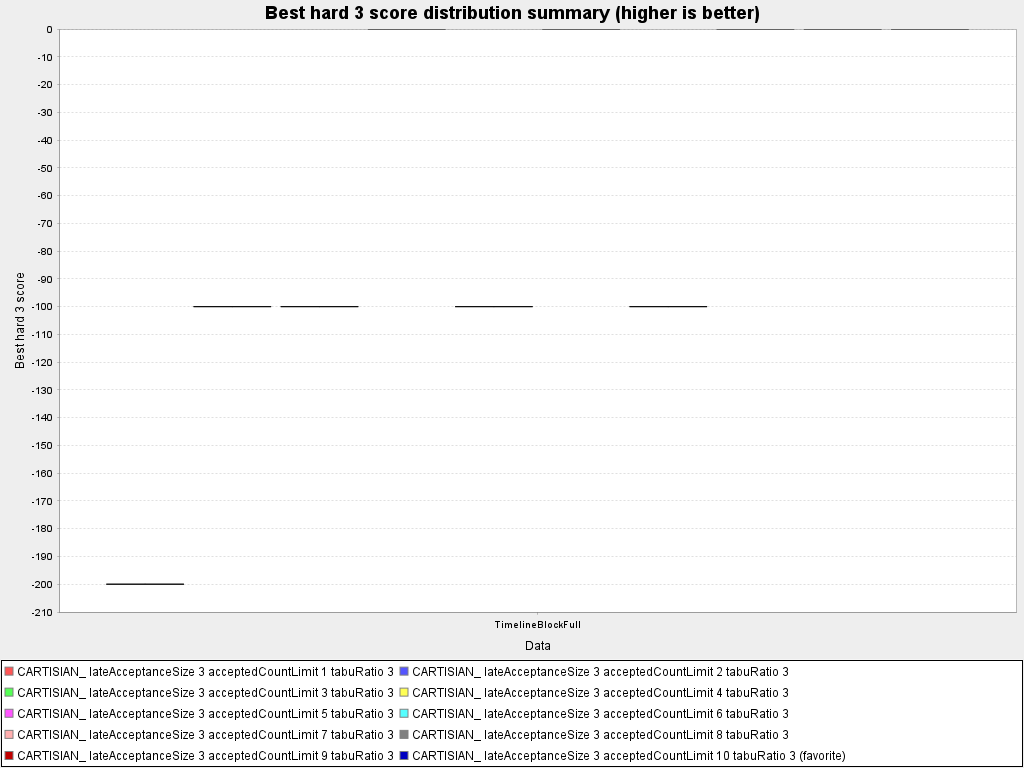 Best hard 3 score distribution summary (higher is better)
0
-10
-20
-30
-40
-50
-60
-70
-80
-90
-100
-110
-120
-130
-140
-150
-160
-170
-180
-190
-200
-210
Best hard 3 score
TimelineBlockFull
Data
CARTISIAN_ lateAcceptanceSize 3 acceptedCountLimit 1 tabuRatio 3 CARTISIAN_ lateAcceptanceSize 3 acceptedCountLimit 2 tabuRatio 3
CARTISIAN_ lateAcceptanceSize 3 acceptedCountLimit 3 tabuRatio 3 CARTISIAN_ lateAcceptanceSize 3 acceptedCountLimit 4 tabuRatio 3
CARTISIAN_ lateAcceptanceSize 3 acceptedCountLimit 5 tabuRatio 3 CARTISIAN_ lateAcceptanceSize 3 acceptedCountLimit 6 tabuRatio 3
CARTISIAN_ lateAcceptanceSize 3 acceptedCountLimit 7 tabuRatio 3 CARTISIAN_ lateAcceptanceSize 3 acceptedCountLimit 8 tabuRatio 3
CARTISIAN_ lateAcceptanceSize 3 acceptedCountLimit 9 tabuRatio 3 CARTISIAN_ lateAcceptanceSize 3 acceptedCountLimit 10 tabuRatio 3 (favorite)